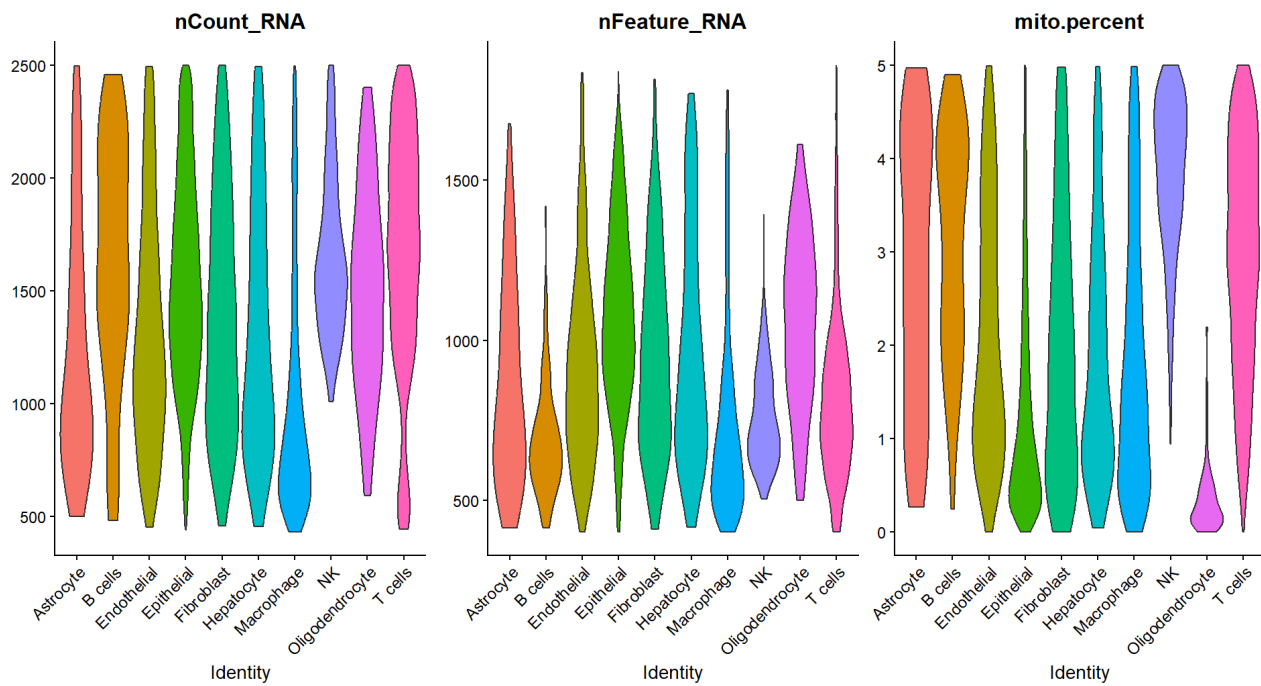 nCount_RNA
2500
2000
1500
1000
500
Astrocyte
B cells
Endothelial
Epithelial
Fibroblast
Hepatocyte
Macrophage
NK
Oligodendrocyte
T cells
Identity
nFeature_RNA
1500
1000
500
Astrocyte
B cells
Endothelial
Epithelial
Fibroblast
Hepatocyte
Macrophage
NK
Oligodendrocyte
T cells
Identity
mito.percent
5
4
3
2
1
0
Astrocyte
B cells
Endothelial
Epithelial
Fibroblast
Hepatocyte
Macrophage
NK
Oligodendrocyte
T cells
Identity